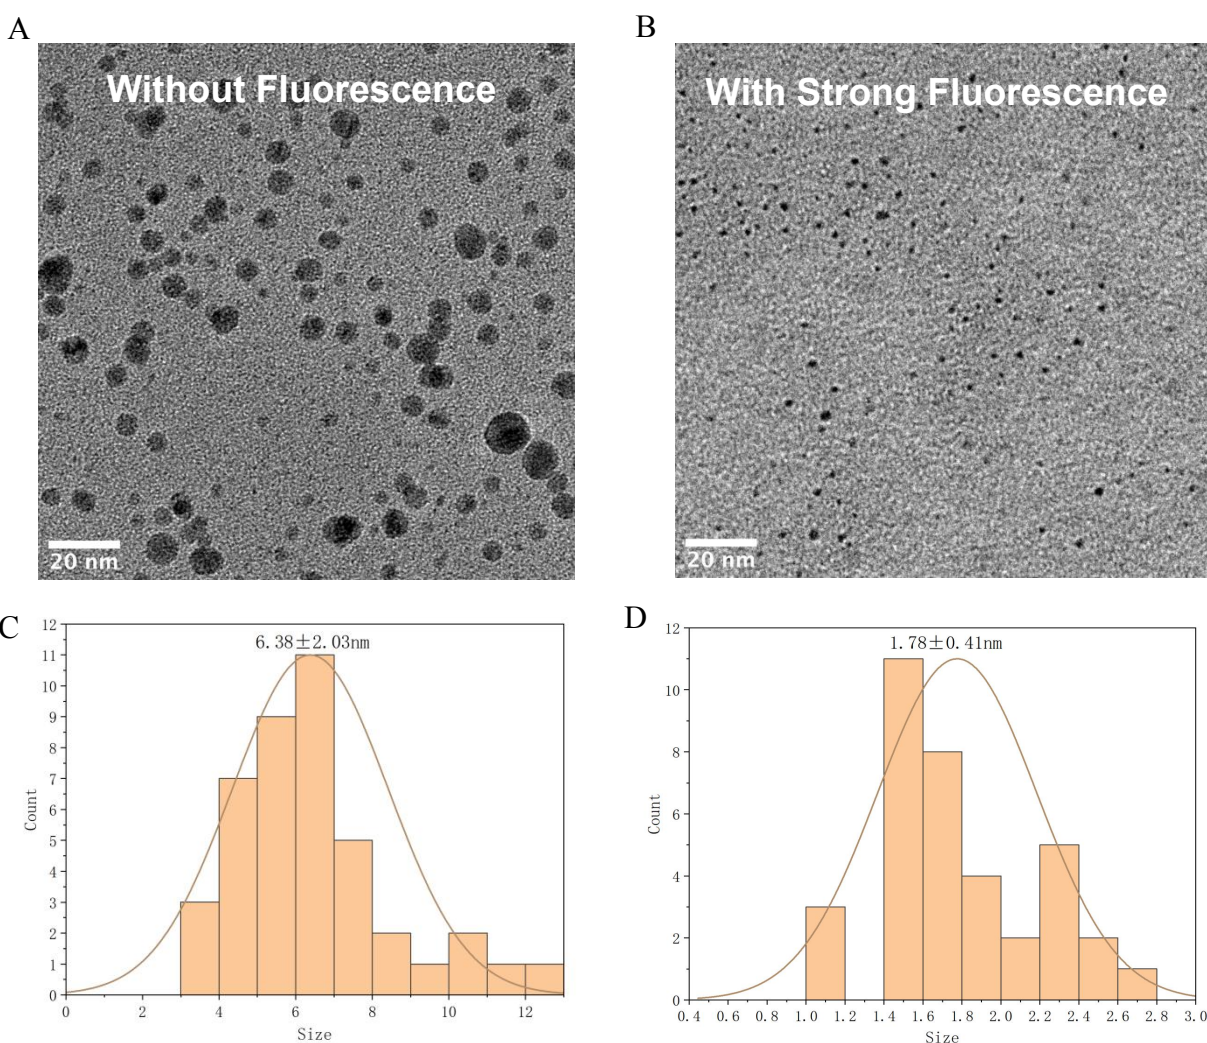 A
B
Without Fluorescence
With Strong Fluorescence
20 nm
20 nm
C
D
6.38±2.03nm
12
11
10
9
8
7
6
5
4
3
2
1
0
Count
0 2 4 6 8 10 12
Size
1.78±0.41nm
12
10
8
6
4
2
0
Count
0.4 0.6 0.8 1.0 1.2 1.4 1.6 1.8 2.0 2.2 2.4 2.6 2.8 3.0
Size